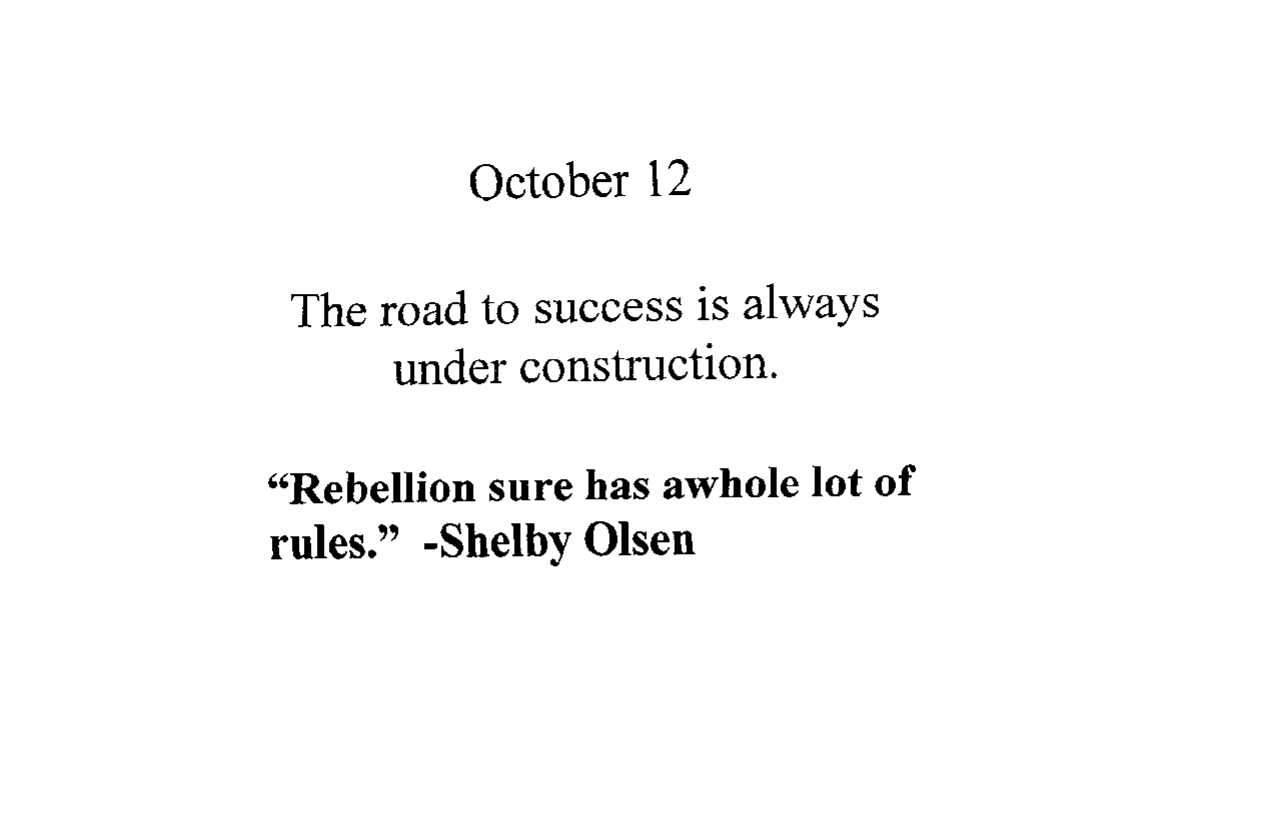 October 12
The road to success is always
under construction.
“Rebellion sure has awhole lot of
rules.”  -Shelby Olsen